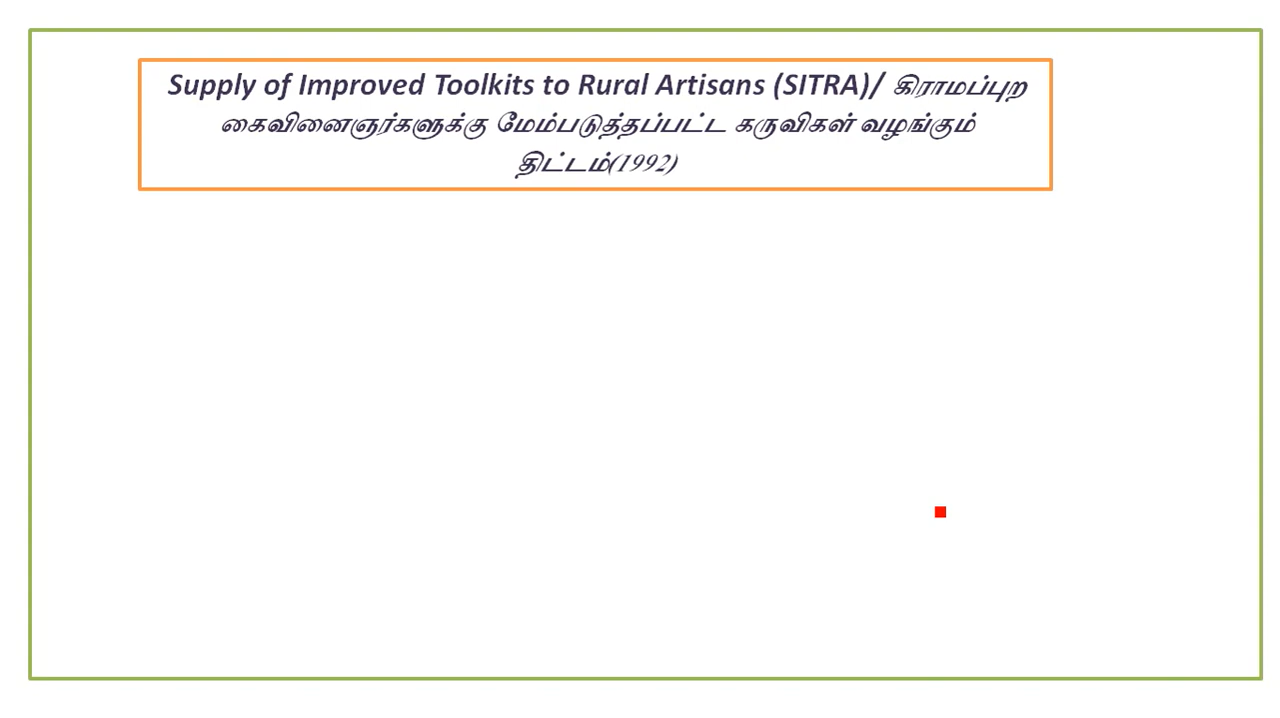 Supply of Improved Toolkits to Rural Artisans (SITRA)/ கிராமப்புற
கைவினைஞர்களுக்கு மேம்படுத்தப்பட்ட கருவிகள் வழங்கும்
திட்டம்(1992)